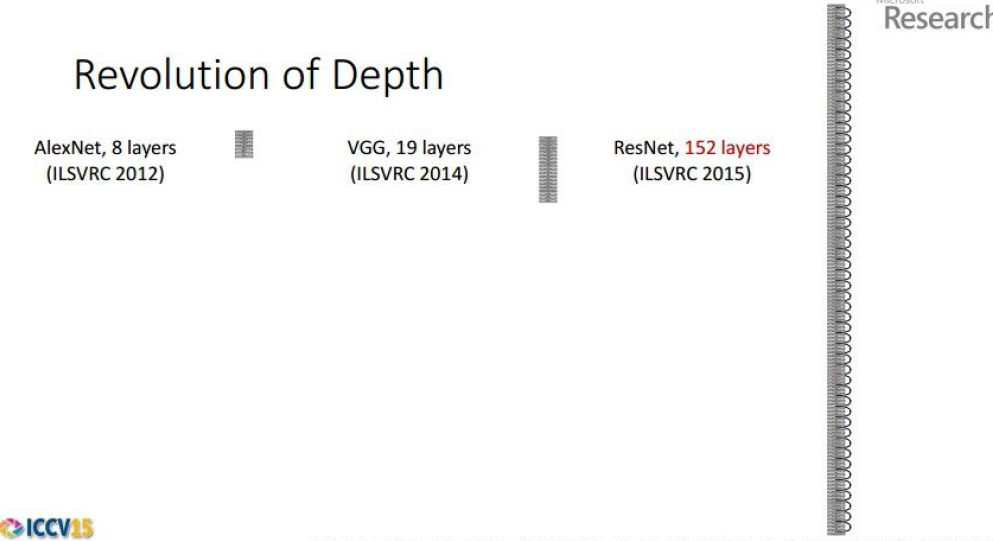 Microsoft
Research
Revolution of Depth
AlexNet, 8 layers
(ILSVRC 2012)
VGG, 19 layers
(ILSVRC 2014)
ResNet, 152 layers
(ILSVRC 2015)
ICCV15